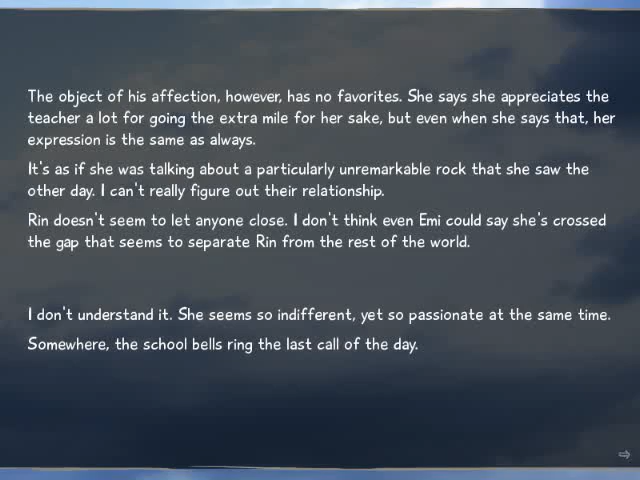 The object of his affection, however, has no favorites. She says she appreciates the
teacher a lot for going the extra mile for her sake, but even when she says that, her
expression is the same as always.
It's as if she was talking about a particularly unremarkable rock that she saw the
other day. I can't really figure out their relationship.
Rin doesn't seem to let anyone close. I don't think even Emi could say she's crossed
the gap that seems to separate Rin from the rest of the world.
I don't understand it. She seems so indifferent, yet so passionate at the same time.
Somewhere, the school bells ring the last call of the day.